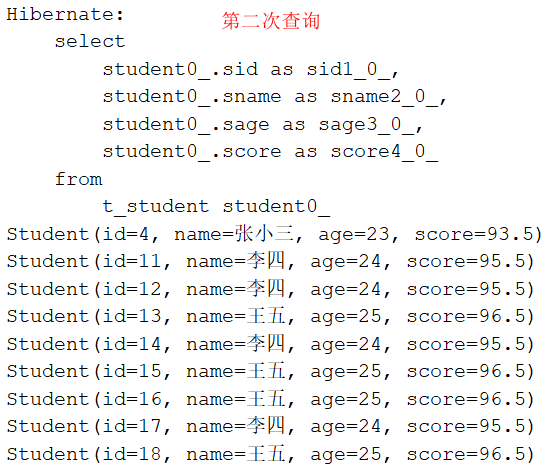 Hibernate:
第二次查询
    select
        student0_.sid as sid1_0_,
        student0_.sname as sname2_0_,
        student0_.sage as sage3_0_,
        student0_.score as score4_0_
    from
        t_student student0_
Student(id=4, name=张小三, age=23, score=93.5)
Student(id=11, name=李四, age=24, score=95.5)
Student(id=12, name=李四, age=24, score=95.5)
Student(id=13, name=王五, age=25, score=96.5)
Student(id=14, name=李四, age=24, score=95.5)
Student(id=15, name=王五, age=25, score=96.5)
Student(id=16, name=王五, age=25, score=96.5)
Student(id=17, name=李四, age=24, score=95.5)
Student(id=18, name=王五, age=25, score=96.5)